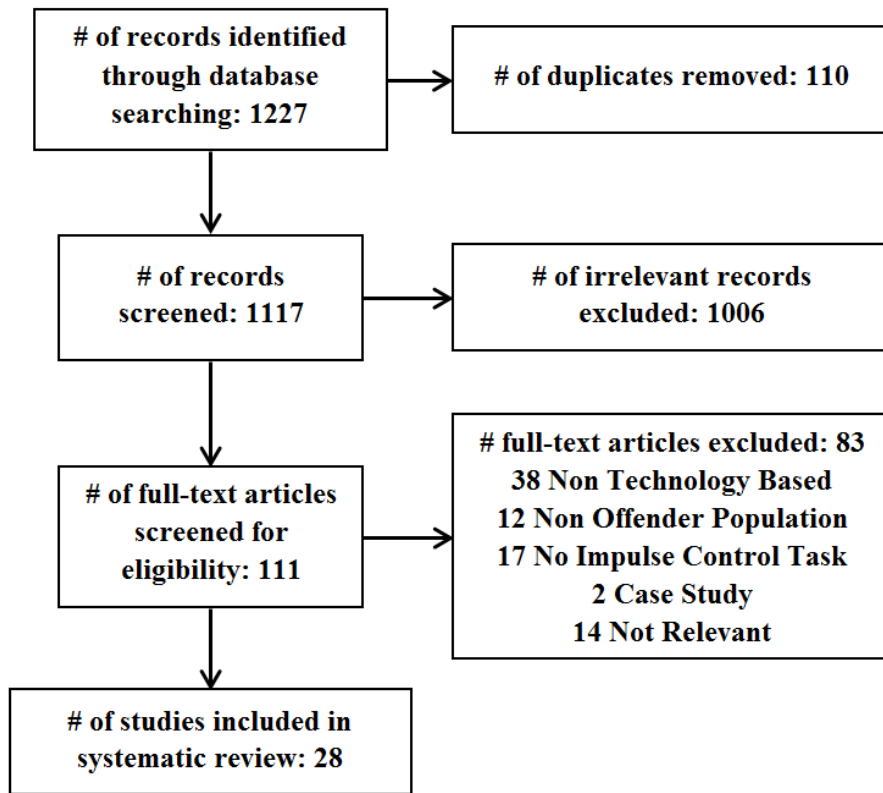 # of records identified
through database
searching: 1227
# of duplicates removed: 110
# of records
screened: 1117
# of irrelevant records
excluded: 1006
# of full-text articles
screened for
eligibility: 111
# full-text articles excluded: 83
38 Non Technology Based
12 Non Offender Population
17 No Impulse Control Task
2 Case Study
14 Not Relevant
# of studies included in
systematic review: 28